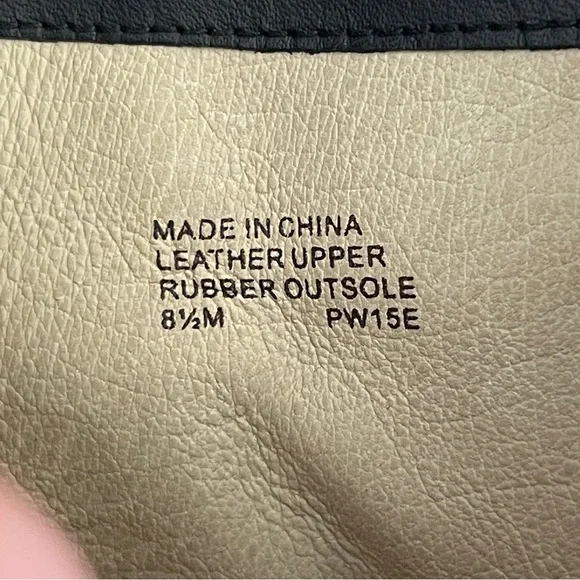 MADE IN CHINA
LEATHER UPPER
RUBBER OUTSOLE
8½M PW15E